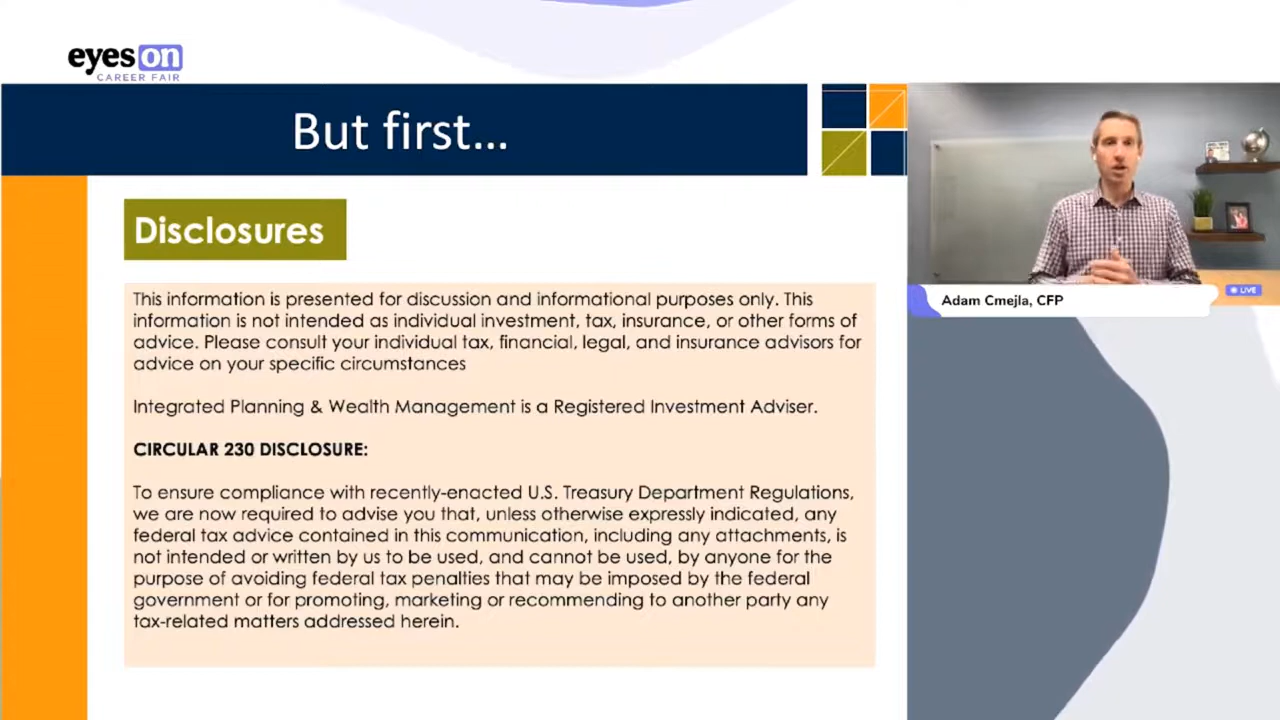 eyeson
CAREER FAIR
But first...
Disclosures
This information is presented for discussion and informational purposes only. This
information is not intended as individual investment, tax, insurance, or other forms of
advice. Please consult your individual tax, financial, legal, and insurance advisors for
advice on your specific circumstances
Integrated Planning & Wealth Management is a Registered Investment Adviser.
CIRCULAR 230 DISCLOSURE:
To ensure compliance with recently-enacted U.S. Treasury Department Regulations,
we are now required to advise you that, unless otherwise expressly indicated, any
federal tax advice contained in this communication, including any attachments, is
not intended or written by us to be used, and cannot be used, by anyone for the
purpose of avoiding federal tax penalties that may be imposed by the federal
government or for promoting, marketing or recommending to another party any
tax-related matters addressed herein.
Adam Cmejla, CFP
LIVE